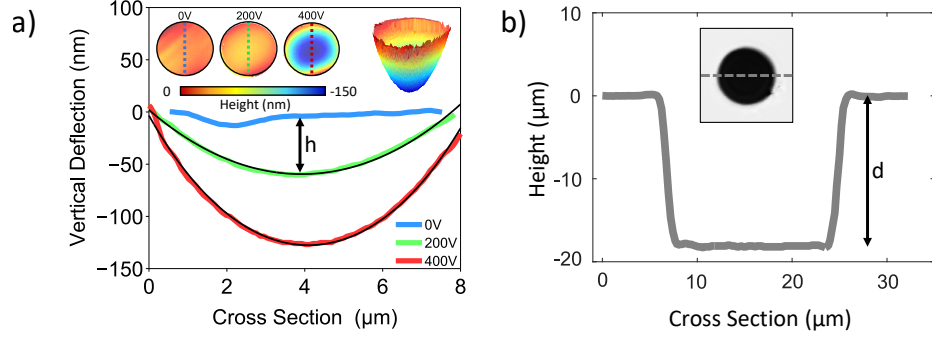 a)
0V 200V 400V
0 -150
Height (nm)
Vertical Deflection (nm)
100
50
0
−50
−100
−150
h
0V
200V
400V
0 2 4 6 8
Cross Section (µm)
b)
Height (µm)
0
-10
-20
d
0 10 20 30
Cross Section (µm)